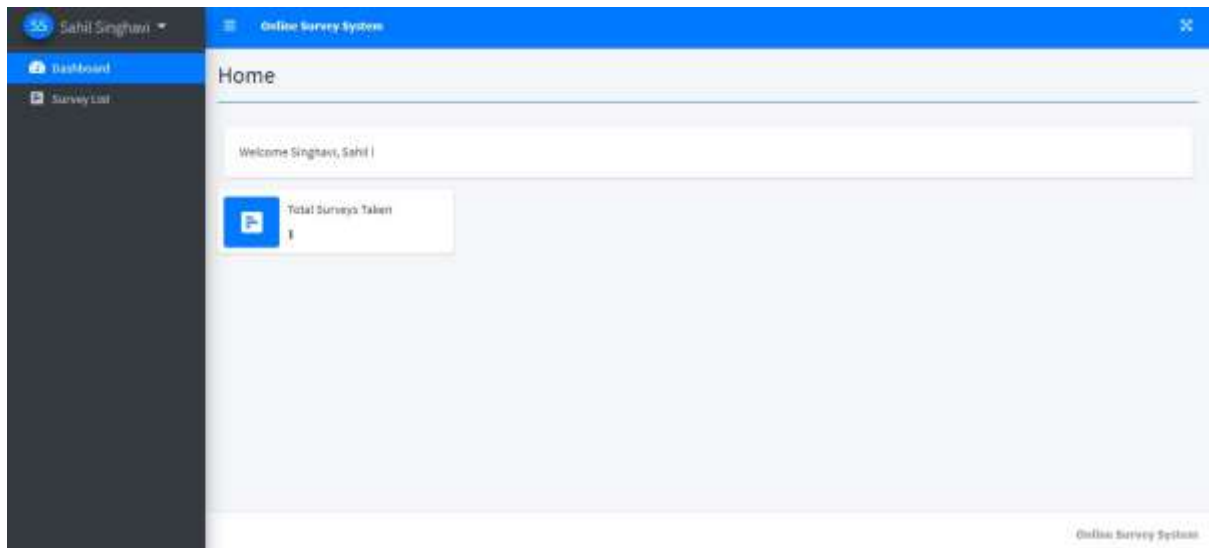 SS Sahil Singhavi
Online Survey System
Dashboard
Survey List
Home
Welcome Singhavi, Sahil i
Total Surveys Taken
Online Survey System